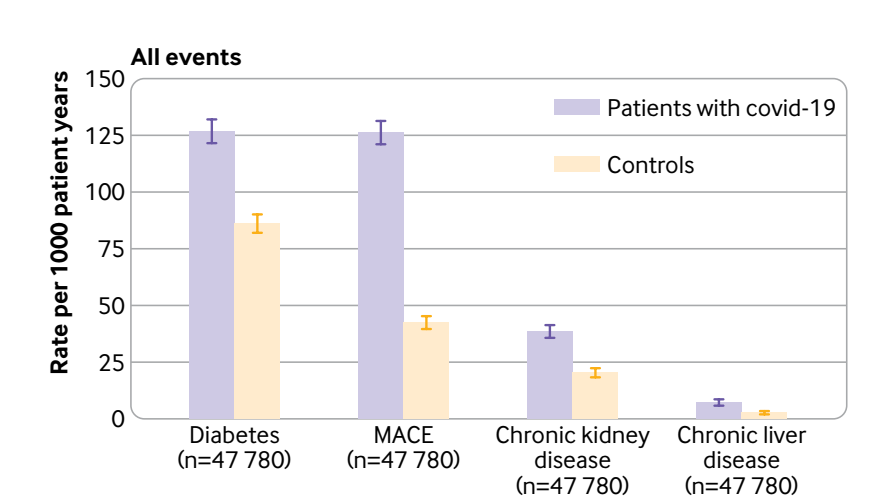 All events
Rate per 1000 patient years
150
125
100
75
50
25
0
Patients with covid-19
Controls
Diabetes
(n=47 780)
MACE
(n=47 780)
Chronic kidney
disease
(n=47 780)
Chronic liver
disease
(n=47 780)